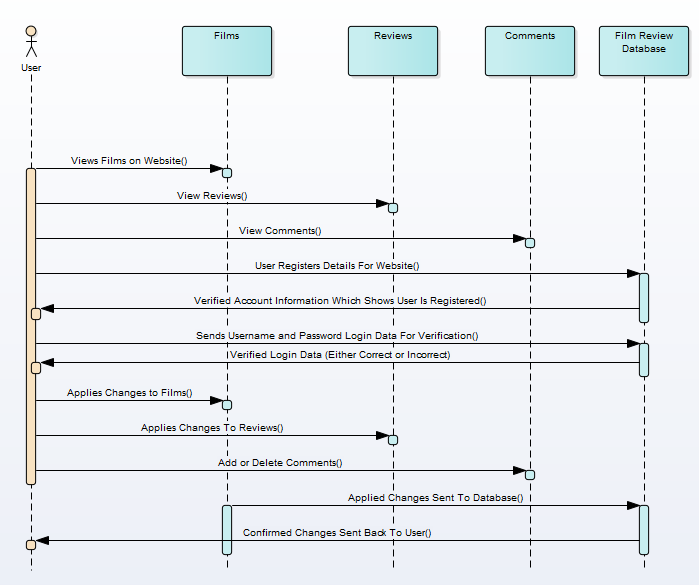 Films
Reviews
Comments
Film Review
Database
User
Views Films on Website()
View Reviews()
View Comments()
User Registers Details For Website()
Verified Account Information Which Shows User Is Registered()
Sends Username and Password Login Data For Verification()
Verified Login Data (Either Correct or Incorrect)
Applies Changes to Films()
Applies Changes To Reviews()
Add or Delete Comments()
Applied Changes Sent To Database()
Confirmed Changes Sent Back To User()